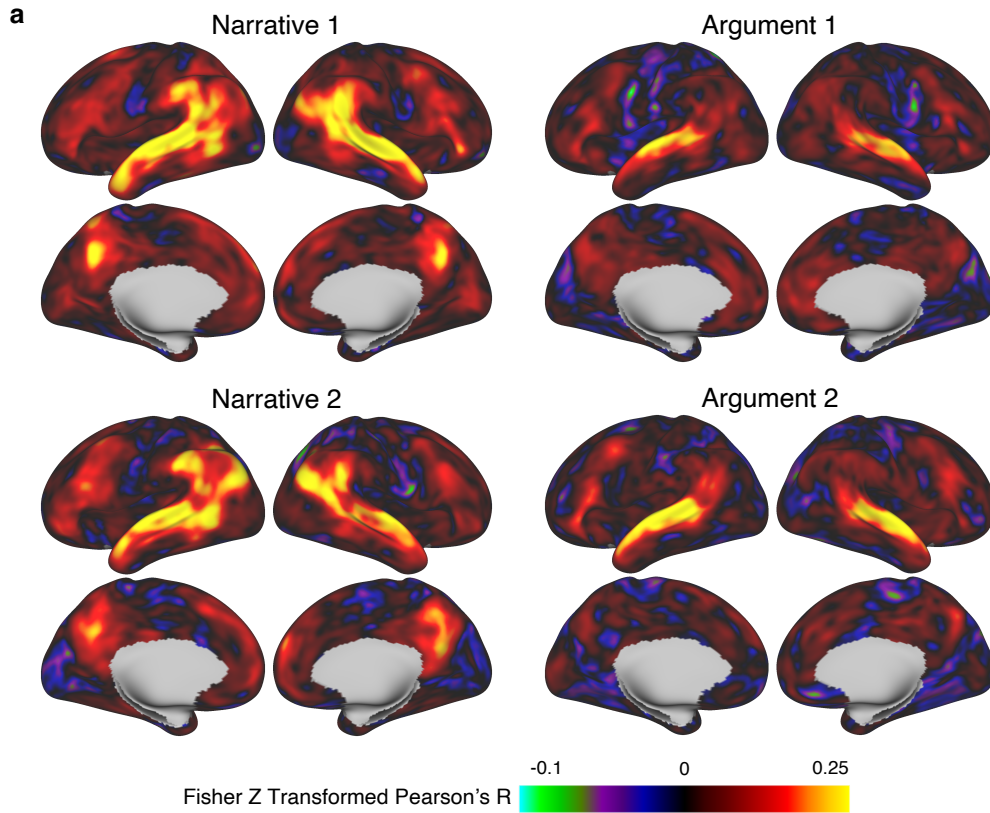 a
Narrative 1
Argument 1
Narrative 2
Argument 2
-0.1 0 0.25
Fisher Z Transformed Pearson's R